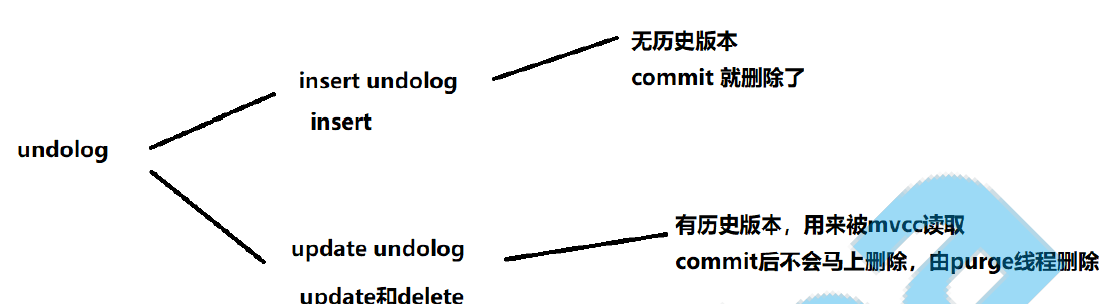 undolog
insert undolog
insert
无历史版本
commit 就删除了
update undolog
update和delete
有历史版本，用来被mvcc读取
commit后不会马上删除，由purge线程删除